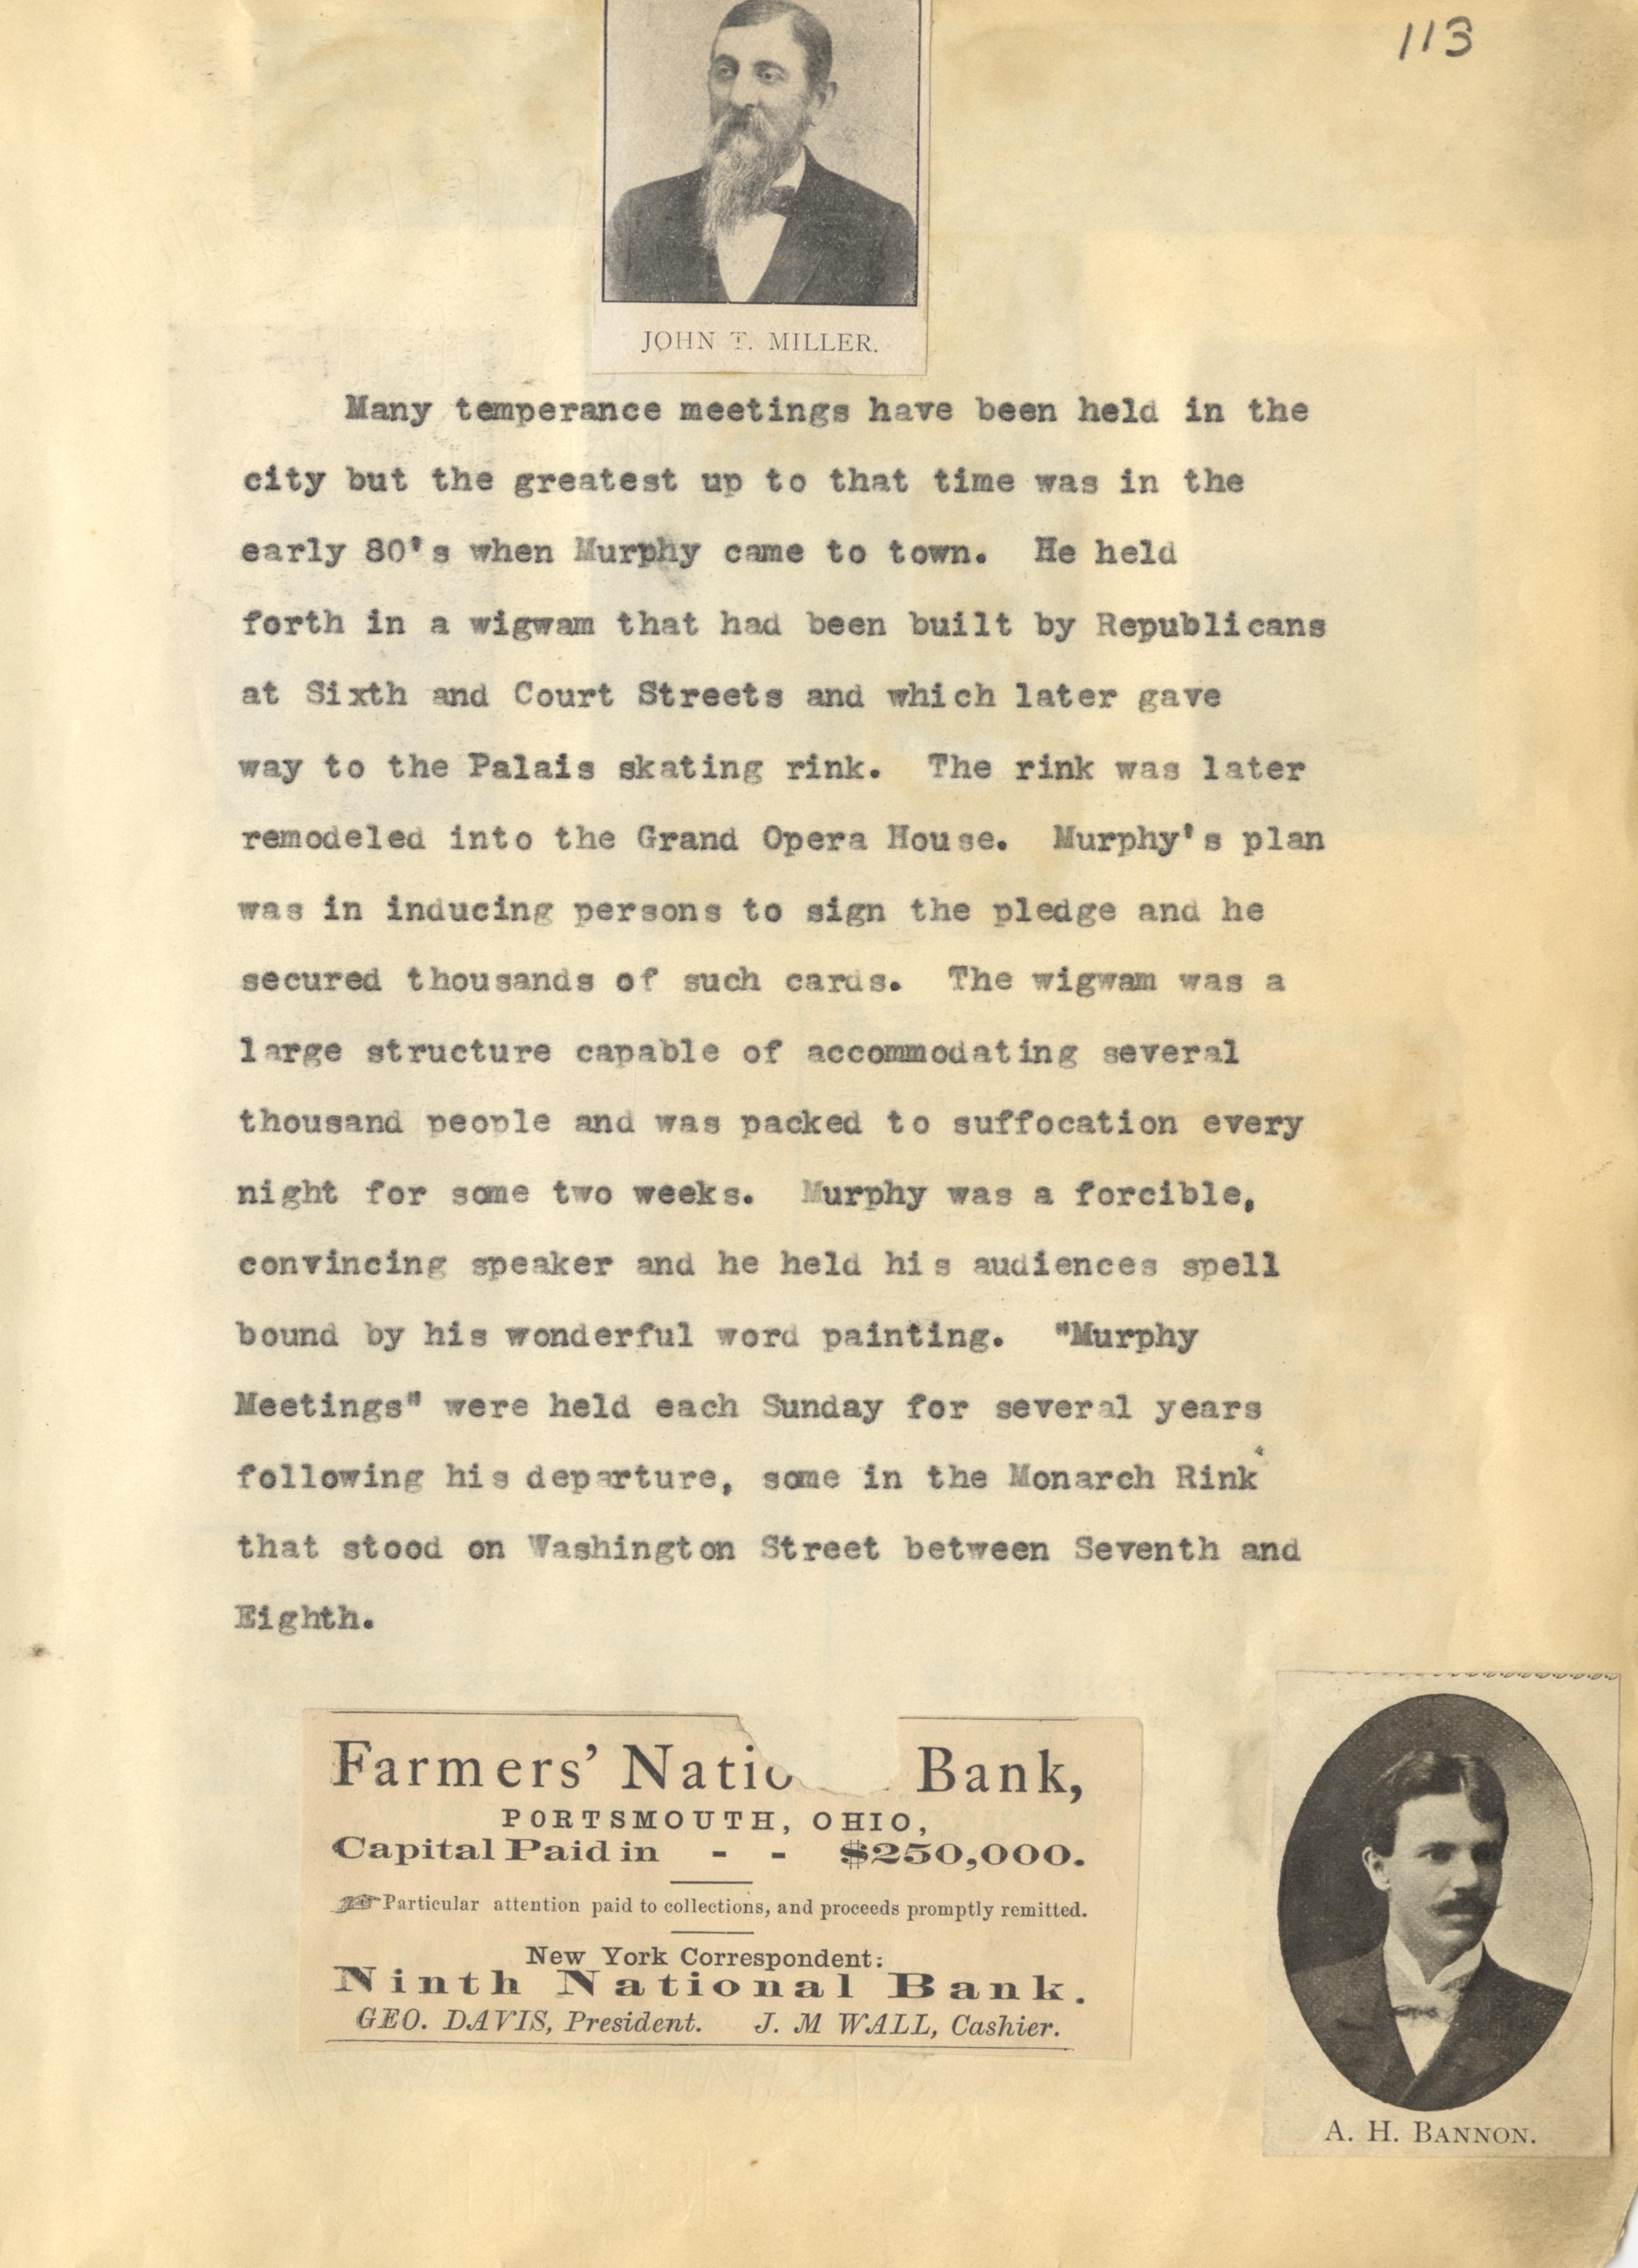 113
JOHN T. MILLER.
Many temperance meetings have been held in the
city but the greatest up to that time was in the
early 80's when Murphy came to town. He held
forth in a wigwam that had been built by Republicans
at Sixth and Court Streets and which later gave
way to the Palais skating rink. The rink was later
remodeled into the Grand Opera House. Murphy's plan
was in inducing persons to sign the pledge and he
secured thousands of such cards. The wigwam was a
large structure capable of accommodating several
thousand people and was packed to suffocation every
night for some two weeks. Murphy was a forcible,
convincing speaker and he held his audiences spell
bound by his wonderful word painting. "Murphy
Meetings" were held each Sunday for several years
following his departure, some in the Monarch Rink
that stood on Washington Street between Seventh and
Eighth.
Farmers' Natio Bank,
PORTSMOUTH, OHIO,
Capital Paid in - - $250,000.
Particular attention paid to collections, and proceeds promptly remitted.
New York Correspondent:
Ninth National Bank.
GEO. DAVIS, President. J. M WALL, Cashier.
A. H. BANNON.